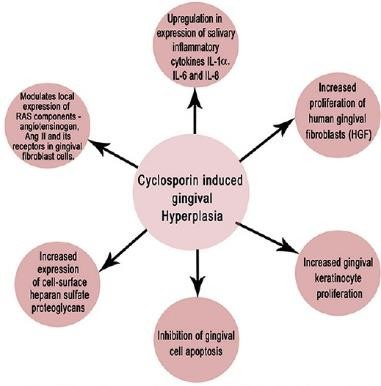 Upregulation in
expression of salivary
inflammatory
cytokines IL-1α.
IL-6 and IL-8
Increased
proliferation of
human gingival
fibroblasts (HGF)
Increased gingival
keratinocyte
proliferation
Inhibition of gingival
cell apoptosis
Increased
expression
of cell-surface
heparan sulfate
proteoglycans
Modulates local
expression of
RAS components -
angiotensinogen,
Ang II and its
receptors in gingival
fibroblast cells.
Cyclosporin induced
gingival
Hyperplasia